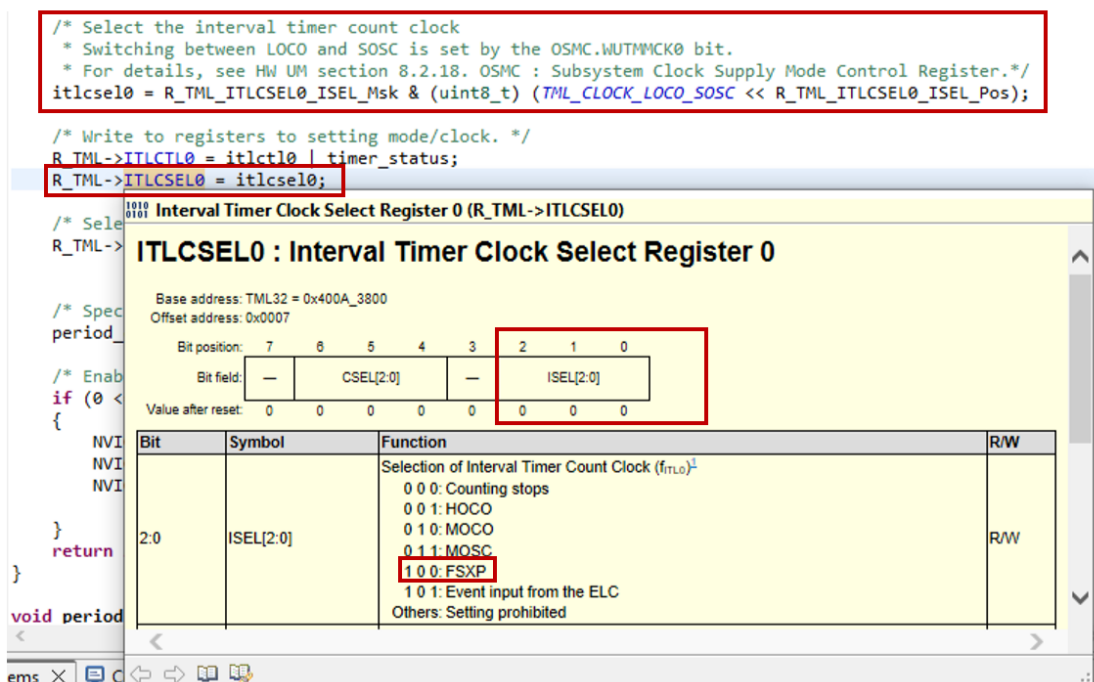 /* Select the interval timer count clock
* Switching between LOCO and SOSC is set by the OSMC.WUTMMCK0 bit.
* For details, see HW UM section 8.2.18. OSMC : Subsystem Clock Supply Mode Control Register.*/
itlcsel0 = R_TML_ITLCSEL0_ISEL_Msk & (uint8_t) (TML_CLOCK_LOCO_SOSC << R_TML_ITLCSEL0_ISEL_Pos);
/* Write to registers to setting mode/clock. */
R_TML->ITLCTL0 = itlctl0 | timer_status;
R_TML->ITLCSEL0 = itlcsel0;
Interval Timer Clock Select Register 0 (R_TML->ITLCSEL0)
/* Sele
R_TML->
ITLCSEL0 : Interval Timer Clock Select Register 0
Base address: TML32 = 0x400A_3800
/* Spec
Offset address: 0x0007
period_
Bit position: 7 6 5 4 3 2 1 0
/* Enab
Bit field: — CSEL[2:0] — ISEL[2:0]
if (0 <
Value after reset: 0 0 0 0 0 0 0 0
{
NVI
NVI
NVI
Bit Symbol Function R/W
Selection of Interval Timer Count Clock (fITL0)1
0 0 0: Counting stops
0 0 1: HOCO
}
0 1 0: MOCO
2:0 ISEL[2:0] R/W
return
0 1 1: MOSC
1 0 0: FSXP
}
1 0 1: Event input from the ELC
Others: Setting prohibited
void period
ems
C